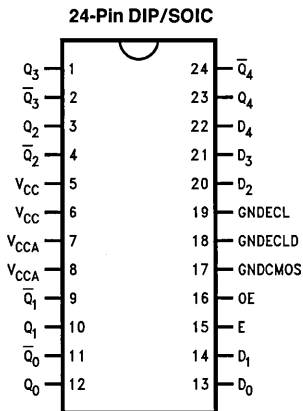 24-Pin DIP/SOIC
Q3 1 24 Q̅4
Q̅3 2 23 Q4
Q2 3 22 D4
Q̅2 4 21 D3
VCC 5 20 D2
VCC 6 19 GNDECL
VCCA 7 18 GNDECLD
VCCA 8 17 GNDCMOS
Q̅1 9 16 OE
Q1 10 15 E
Q̅0 11 14 D1
Q0 12 13 D0